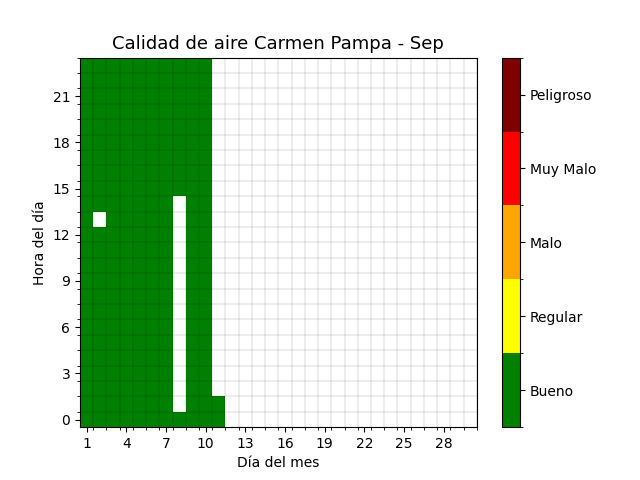 Calidad de aire Carmen Pampa - Sep
21
18
15
12
9
6
3
0
Hora del día
1 4 7 10 13 16 19 22 25 28
Día del mes
Peligroso
Muy Malo
Malo
Regular
Bueno